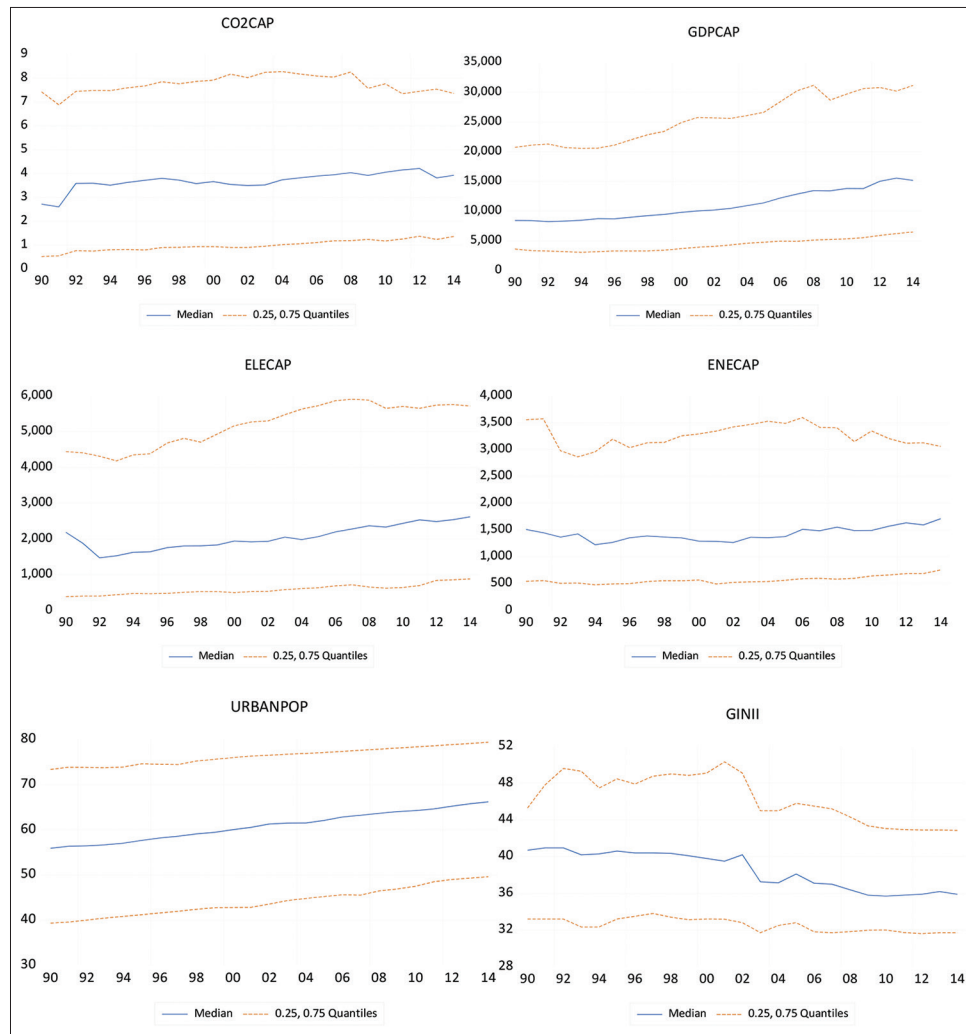 CO2CAP
9
8
7
6
5
4
3
2
1
0
90 92 94 96 98 00 02 04 06 08 10 12 14
Median 0.25, 0.75 Quantiles
GDPCAP
35,000
30,000
25,000
20,000
15,000
10,000
5,000
0
90 92 94 96 98 00 02 04 06 08 10 12 14
Median 0.25, 0.75 Quantiles
ELECAP
6,000
5,000
4,000
3,000
2,000
1,000
0
90 92 94 96 98 00 02 04 06 08 10 12 14
Median 0.25, 0.75 Quantiles
ENECAP
4,000
3,500
3,000
2,500
2,000
1,500
1,000
500
0
90 92 94 96 98 00 02 04 06 08 10 12 14
Median 0.25, 0.75 Quantiles
URBANPOP
80
70
60
50
40
30
90 92 94 96 98 00 02 04 06 08 10 12 14
Median 0.25, 0.75 Quantiles
GINII
52
48
44
40
36
32
28
90 92 94 96 98 00 02 04 06 08 10 12 14
Median 0.25, 0.75 Quantiles